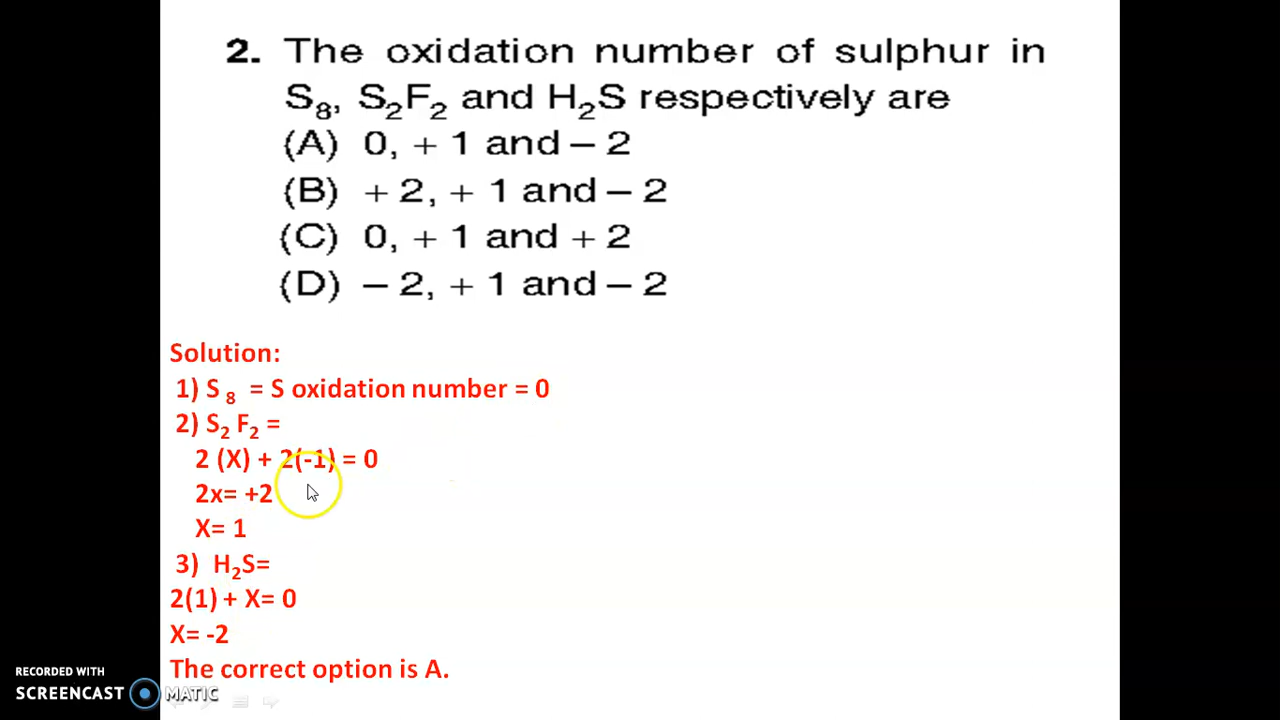 2. The oxidation number of sulphur in
S₈, S₂F₂ and H₂S respectively are
(A) 0, + 1 and – 2
(B) + 2, + 1 and – 2
(C) 0, + 1 and + 2
(D) – 2, + 1 and – 2
Solution:
1) S ₈ = S oxidation number = 0
2) S₂ F₂ =
2 (X) + 2(-1) = 0
2x= +2
X= 1
3) H₂S=
2(1) + X= 0
X= -2
The correct option is A.
RECORDED WITH
SCREENCAST MATIC